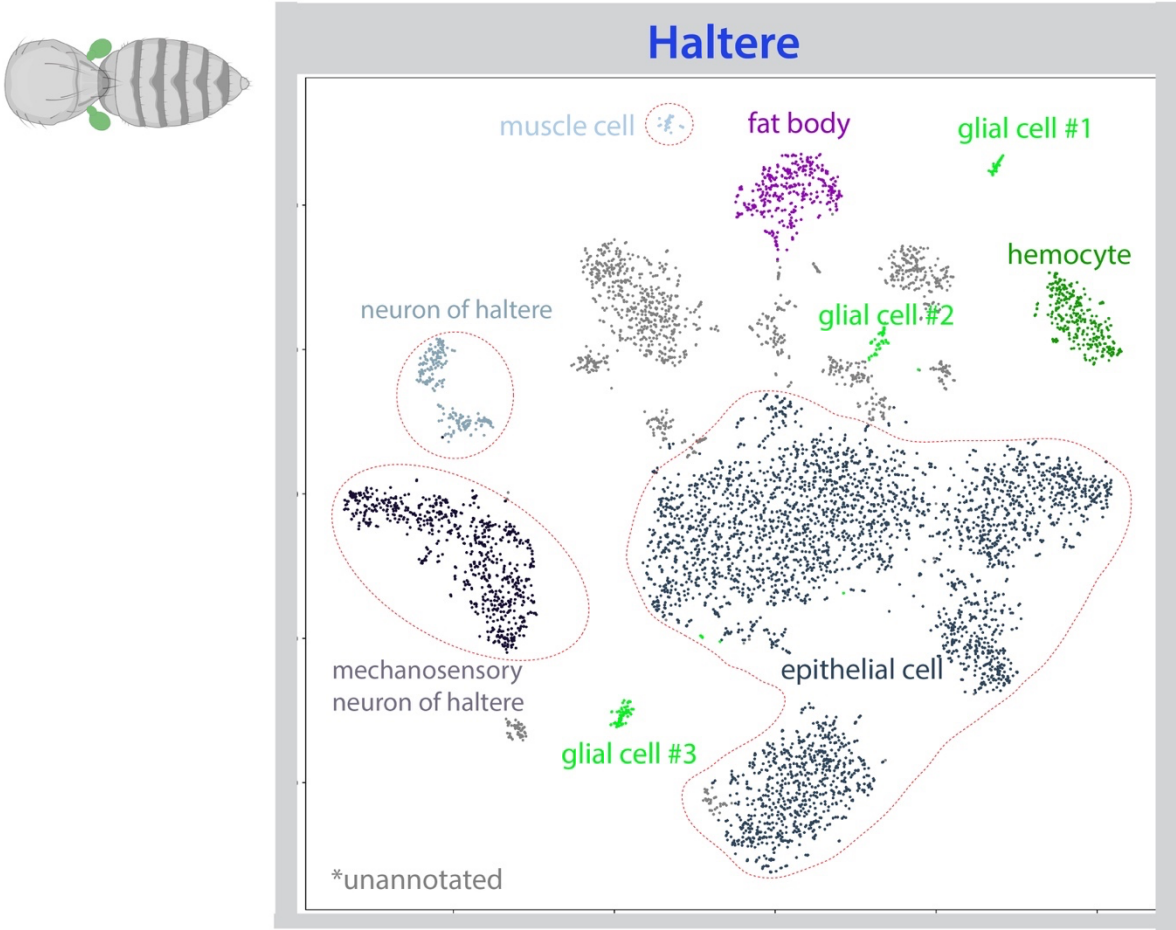 Haltere
muscle cell
fat body
glial cell #1
hemocyte
neuron of haltere
glial cell #2
epithelial cell
mechanosensory
neuron of haltere
glial cell #3
*unannotated